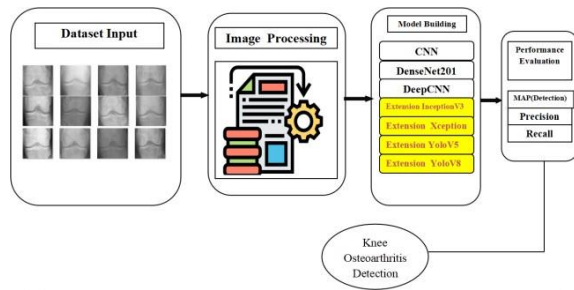 Dataset Input
Image Processing
Model Building
CNN
DenseNet201
DeepCNN
Extension InceptionV3
Extension Xception
Extension YoloV5
Extension YoloV8
Performance
Evaluation
MAP(Detection)
Precision
Recall
Knee
Osteoarthritis
Detection